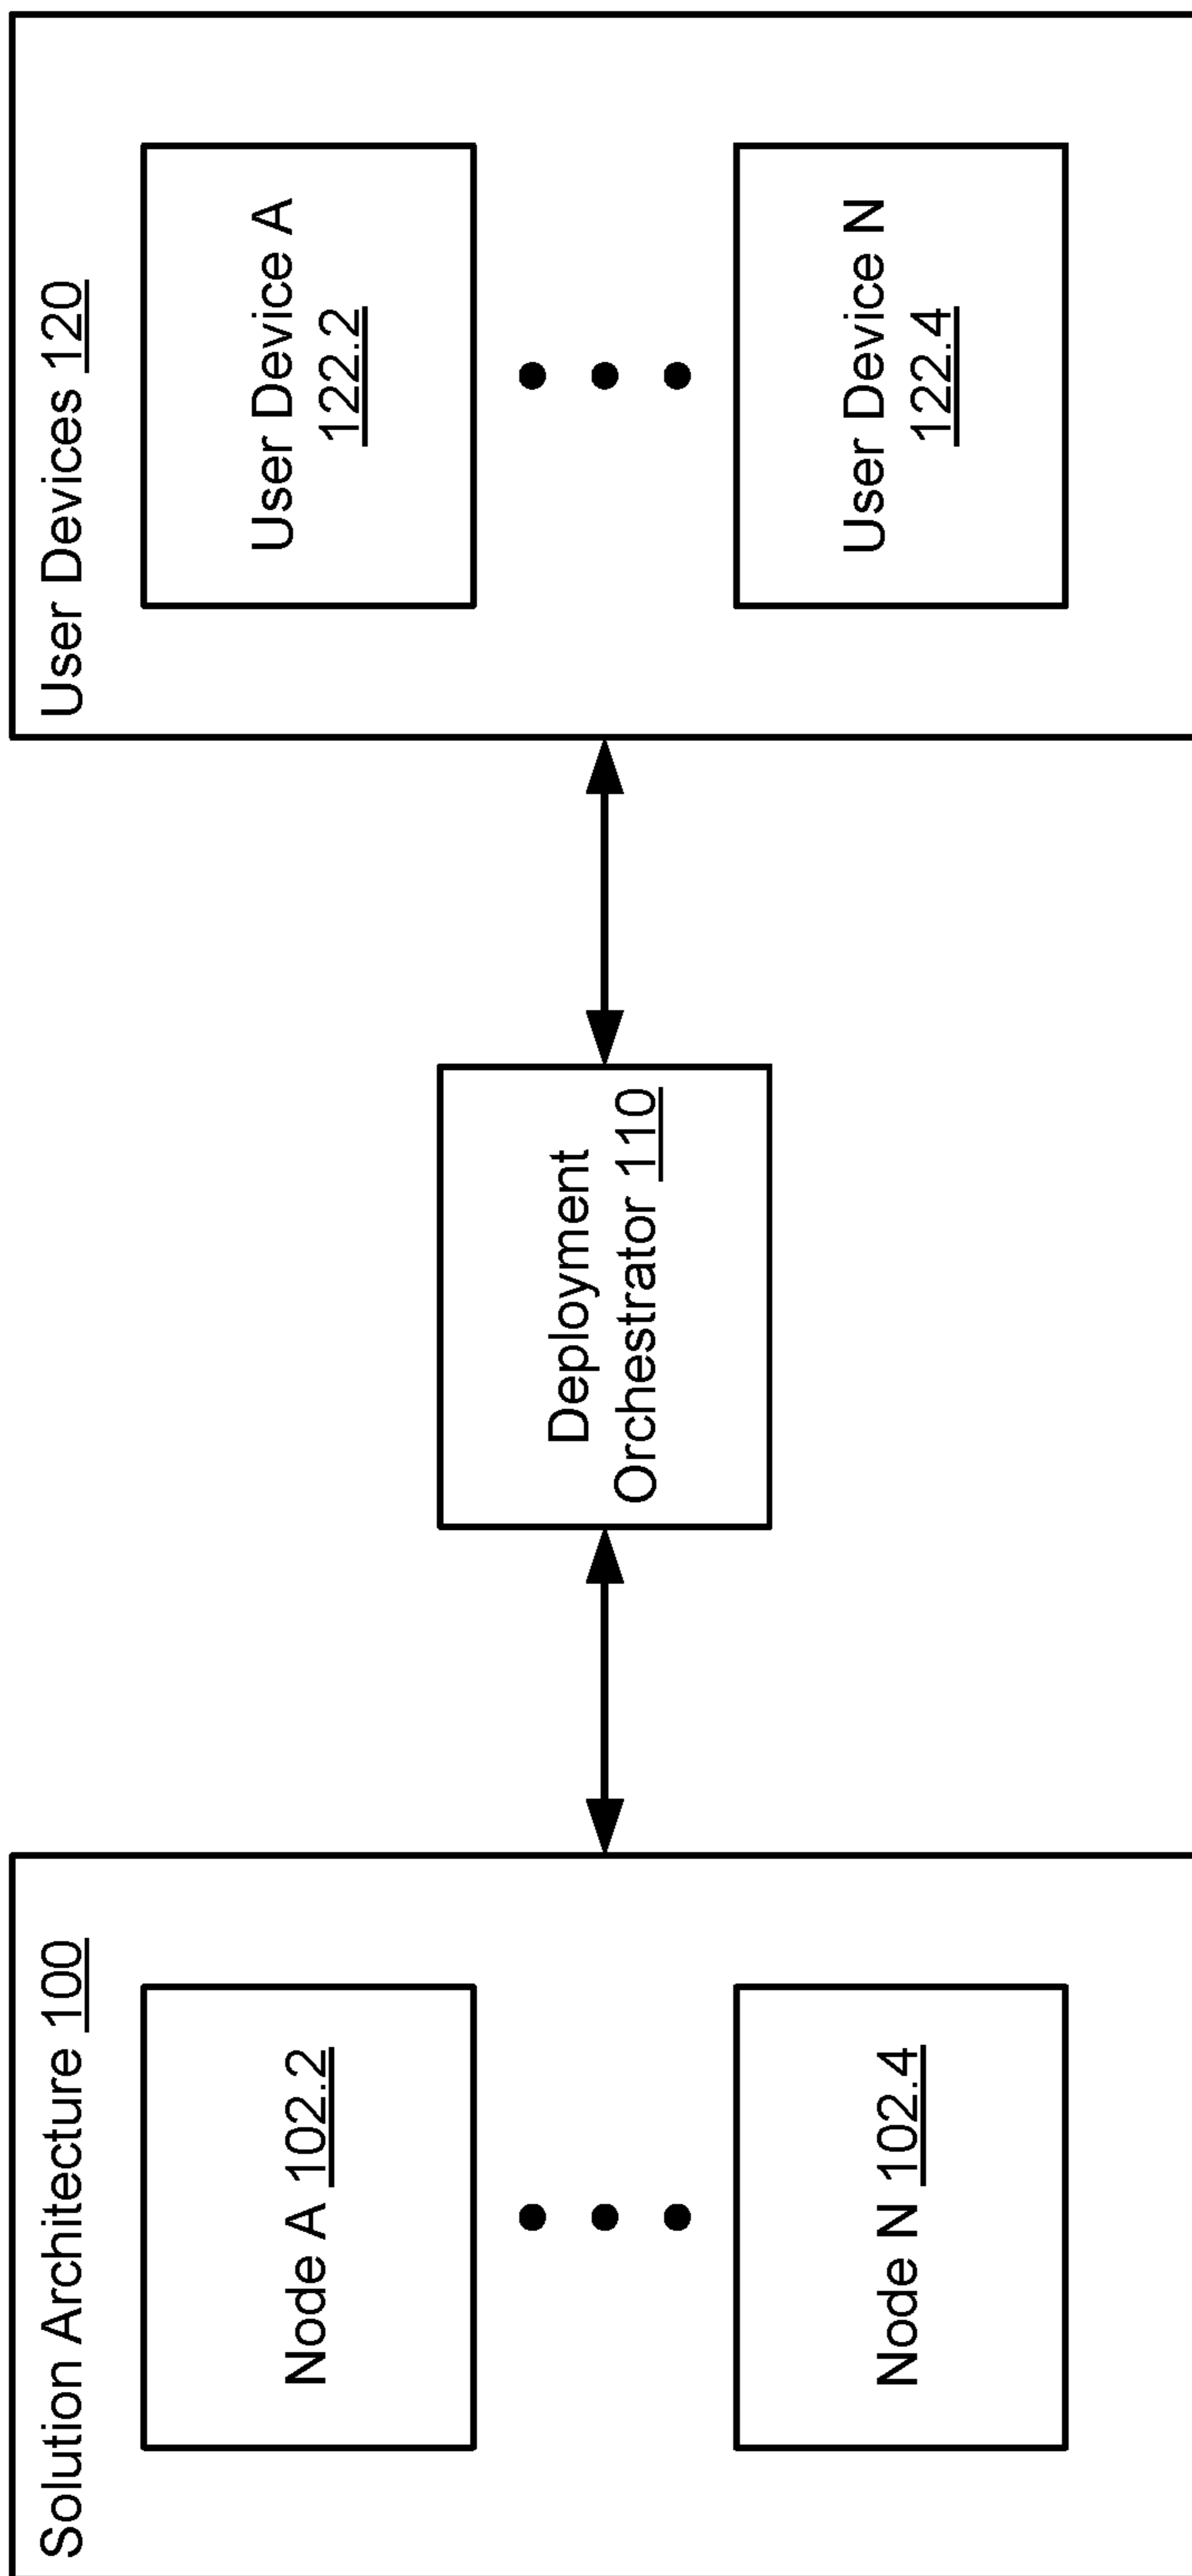 Solution Architecture 100
Node A 102.2
Node N 102.4
Deployment
Orchestrator 110
User Devices 120
User Device A
122.2
User Device N
122.4